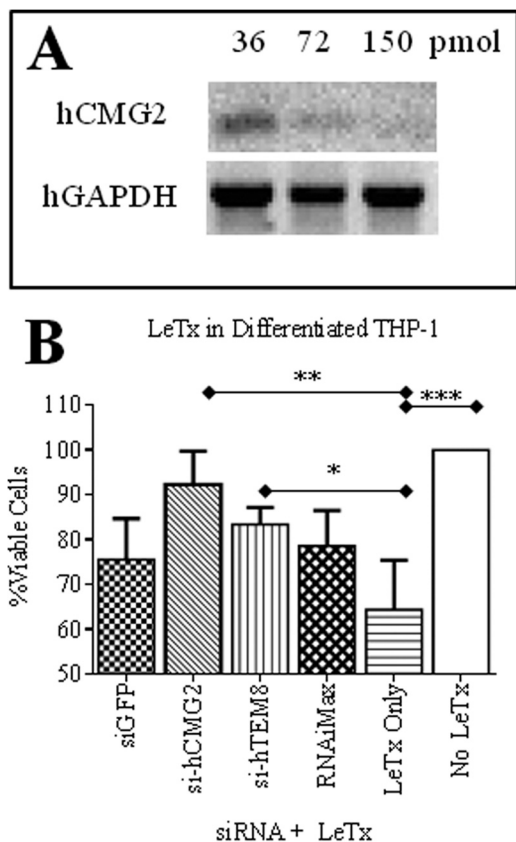 A
36 72 150 pmol
hCMG2
hGAPDH
B
LeTx in Differentiated THP-1
** ***
*
110
100
90
80
70
60
50
%Viable Cells
siGFP
si-hCMG2
si-hTEM8
RNAiMax
LeTx Only
No LeTx
siRNA + LeTx